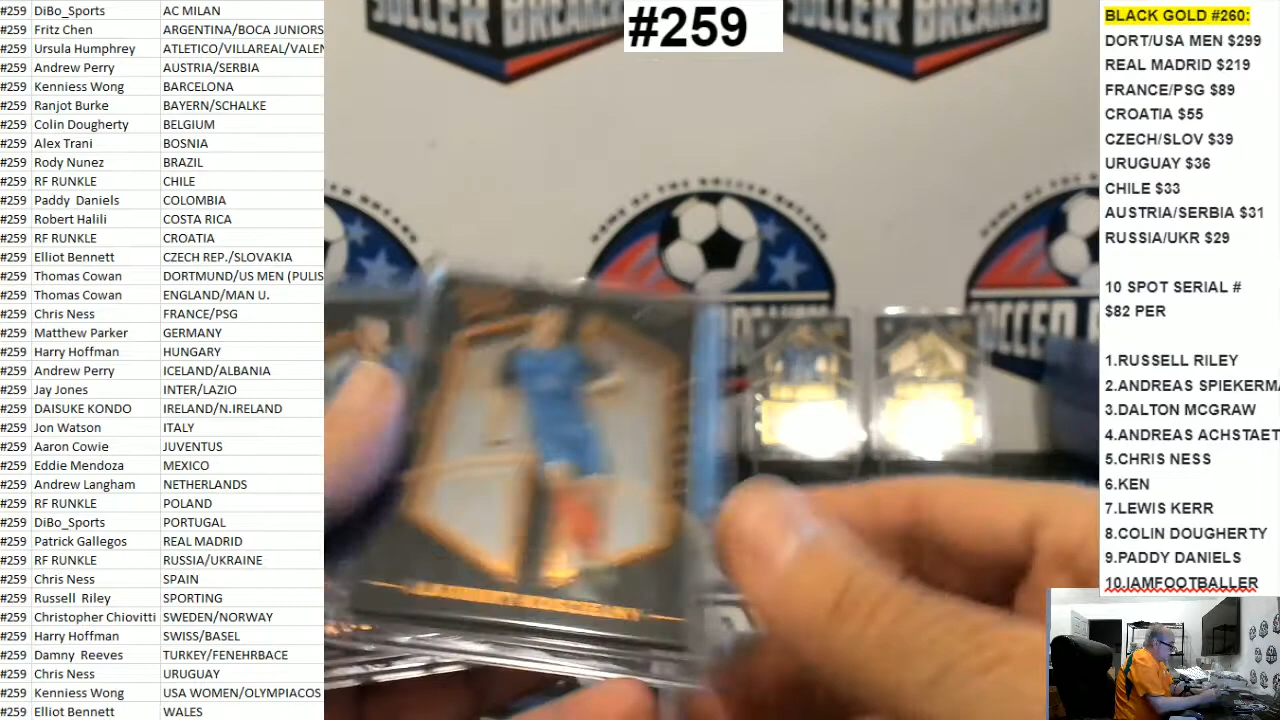 #259 DiBo_Sports AC MILAN
#259 Fritz Chen ARGENTINA/BOCA JUNIORS
#259 Ursula Humphrey ATLETICO/VILLAREAL/VALEN
#259 Andrew Perry AUSTRIA/SERBIA
#259 Kenniess Wong BARCELONA
#259 Ranjot Burke BAYERN/SCHALKE
#259 Colin Dougherty BELGIUM
#259 Alex Trani BOSNIA
#259 Rody Nunez BRAZIL
#259 RF RUNKLE CHILE
#259 Paddy Daniels COLOMBIA
#259 Robert Halili COSTA RICA
#259 RF RUNKLE CROATIA
#259 Elliot Bennett CZECH REP./SLOVAKIA
#259 Thomas Cowan DORTMUND/US MEN (PULIS
#259 Thomas Cowan ENGLAND/MAN U.
#259 Chris Ness FRANCE/PSG
#259 Matthew Parker GERMANY
#259 Harry Hoffman HUNGARY
#259 Andrew Perry ICELAND/ALBANIA
#259 Jay Jones INTER/LAZIO
#259 DAISUKE KONDO IRELAND/N.IRELAND
#259 Jon Watson ITALY
#259 Aaron Cowie JUVENTUS
#259 Eddie Mendoza MEXICO
#259 Andrew Langham NETHERLANDS
#259 RF RUNKLE POLAND
#259 DiBo_Sports PORTUGAL
#259 Patrick Gallegos REAL MADRID
#259 RF RUNKLE RUSSIA/UKRAINE
#259 Chris Ness SPAIN
#259 Russell Riley SPORTING
#259 Christopher Chiovitti SWEDEN/NORWAY
#259 Harry Hoffman SWISS/BASEL
#259 Damny Reeves TURKEY/FENEHRBACE
#259 Chris Ness URUGUAY
#259 Kenniess Wong USA WOMEN/OLYMPIACOS
#259 Elliot Bennett WALES
#259
SOCCER BREAKERS
SOCCER
BLACK GOLD #260:
DORT/USA MEN $299
REAL MADRID $219
FRANCE/PSG $89
CROATIA $55
CZECH/SLOV $39
URUGUAY $36
CHILE $33
AUSTRIA/SERBIA $31
RUSSIA/UKR $29
10 SPOT SERIAL #
$82 PER
1.RUSSELL RILEY
2.ANDREAS SPIEKERMA
3.DALTON MCGRAW
4.ANDREAS ACHSTAET
5.CHRIS NESS
6.KEN
7.LEWIS KERR
8.COLIN DOUGHERTY
9.PADDY DANIELS
10.IAMFOOTBALLER